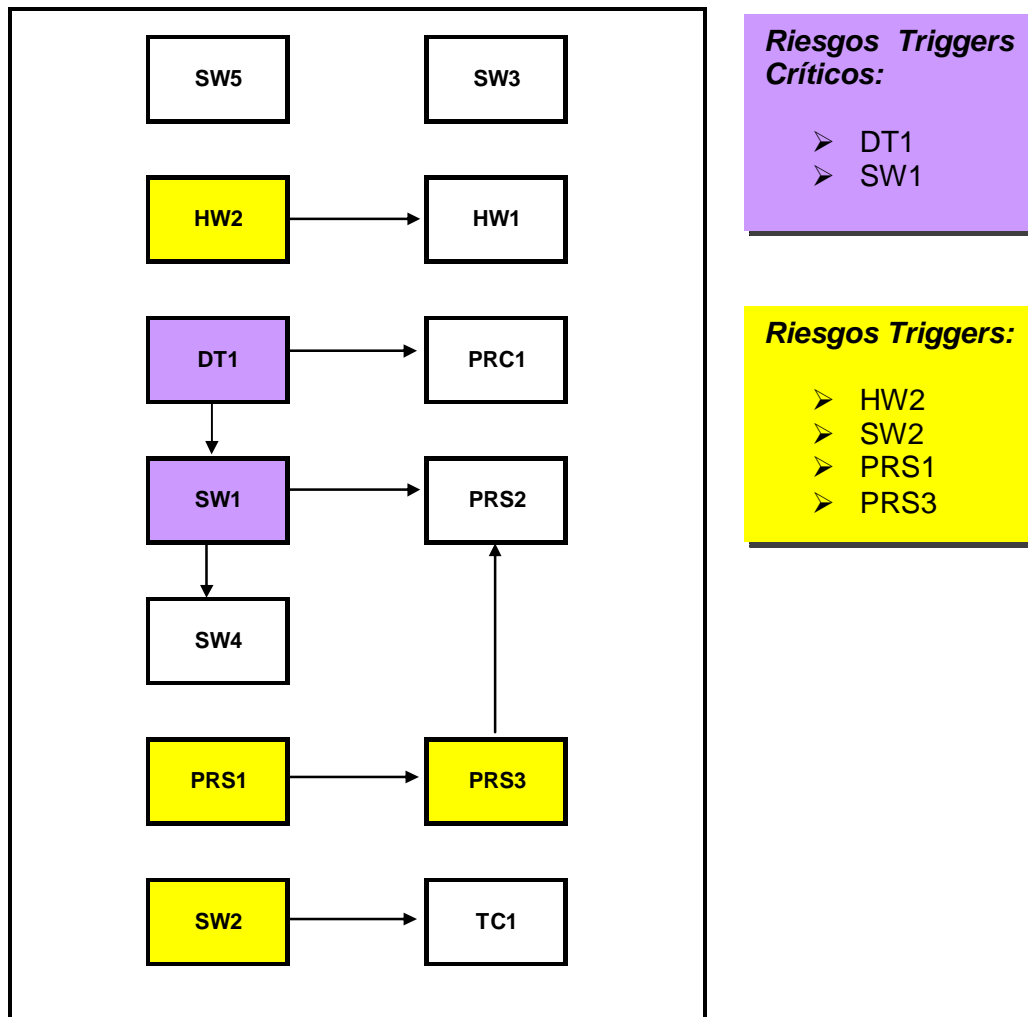 SW5 SW3
HW2 HW1
DT1 PRC1
SW1 PRS2
SW4
PRS1 PRS3
SW2 TC1
Riesgos Triggers
Críticos:
➢ DT1
➢ SW1
Riesgos Triggers:
➢ HW2
➢ SW2
➢ PRS1
➢ PRS3